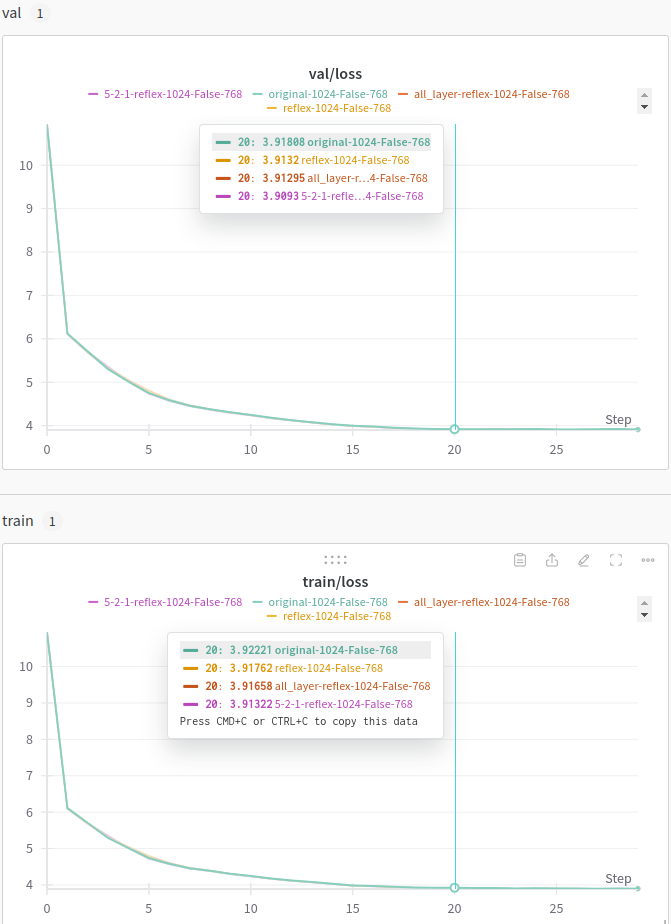 val 1
val/loss
5-2-1-reflex-1024-False-768 original-1024-False-768 all_layer-reflex-1024-False-768
reflex-1024-False-768
20: 3.91808 original-1024-False-768
20: 3.9132 reflex-1024-False-768
20: 3.91295 all_layer-r...4-False-768
20: 3.9093 5-2-1-refle...4-False-768
10
9
8
7
6
5
4
Step
0 5 10 15 20 25
train 1
train/loss
5-2-1-reflex-1024-False-768 original-1024-False-768 all_layer-reflex-1024-False-768
reflex-1024-False-768
20: 3.92221 original-1024-False-768
20: 3.91762 reflex-1024-False-768
20: 3.91658 all_layer-reflex-1024-False-768
20: 3.91322 5-2-1-reflex-1024-False-768
Press CMD+C or CTRL+C to copy this data
10
9
8
7
6
5
4
Step
0 5 10 15 20 25